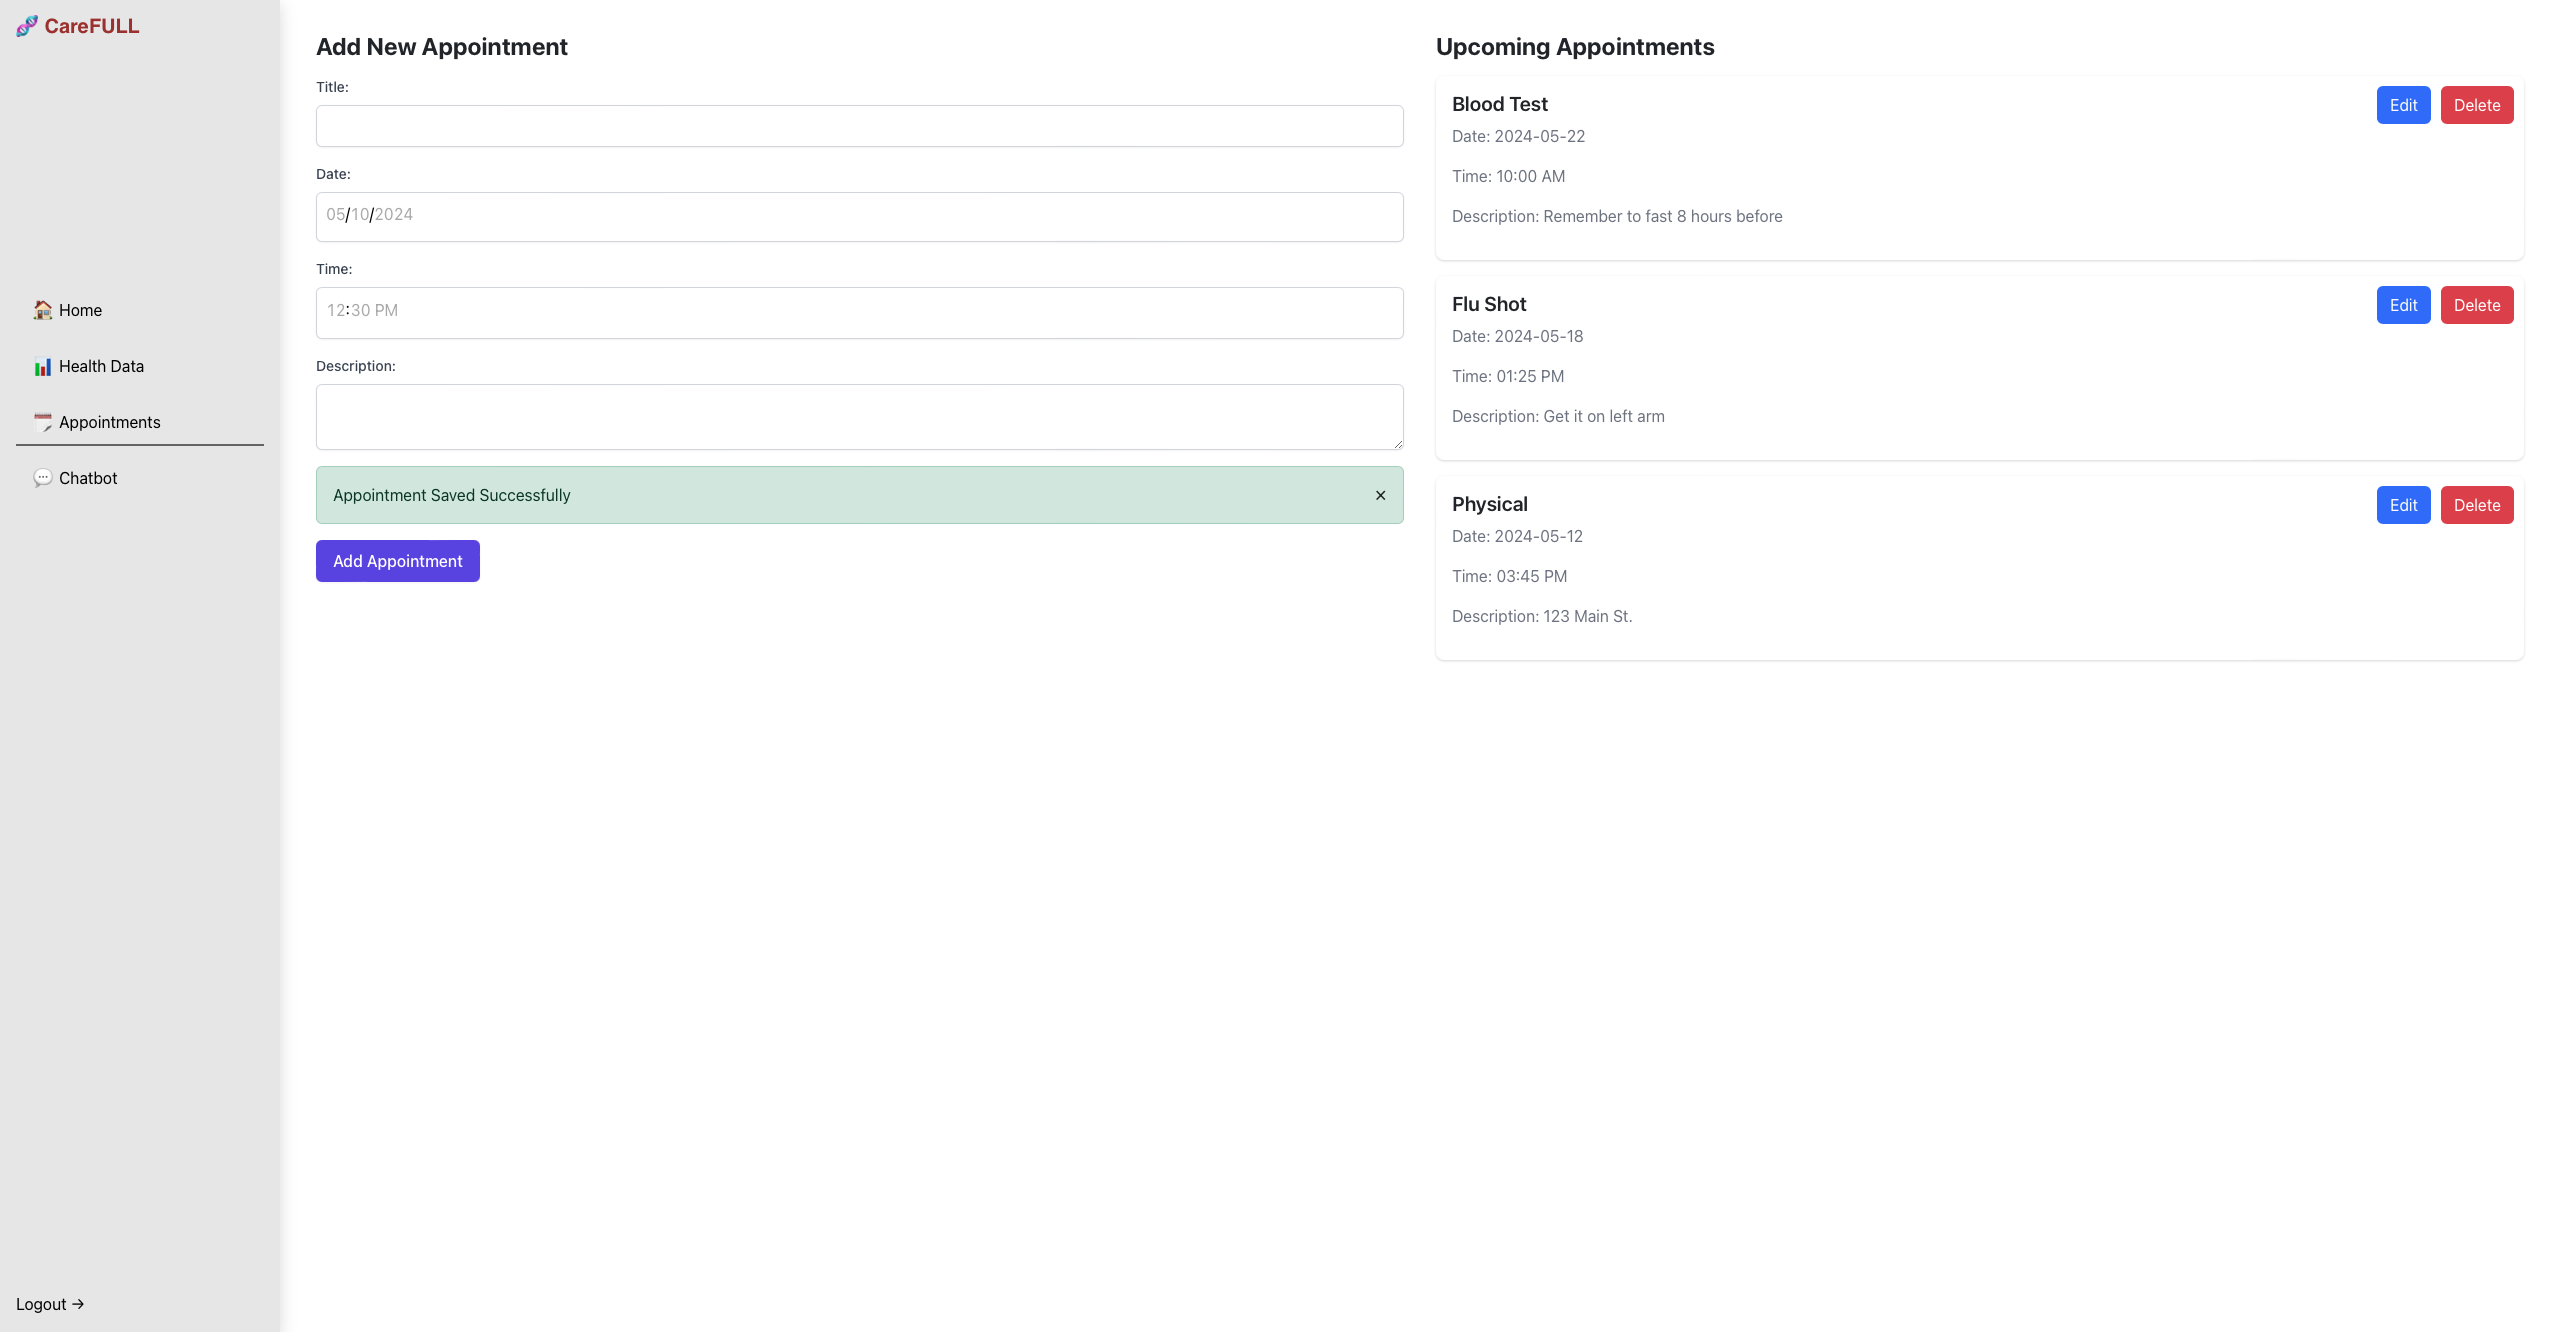 CareFULL
Home
Health Data
Appointments
Chatbot
Logout →
Add New Appointment
Title:
Date:
05/10/2024
Time:
12:30 PM
Description:
Appointment Saved Successfully ×
Add Appointment
Upcoming Appointments
Blood Test
Edit Delete
Date: 2024-05-22
Time: 10:00 AM
Description: Remember to fast 8 hours before
Flu Shot
Edit Delete
Date: 2024-05-18
Time: 01:25 PM
Description: Get it on left arm
Physical
Edit Delete
Date: 2024-05-12
Time: 03:45 PM
Description: 123 Main St.